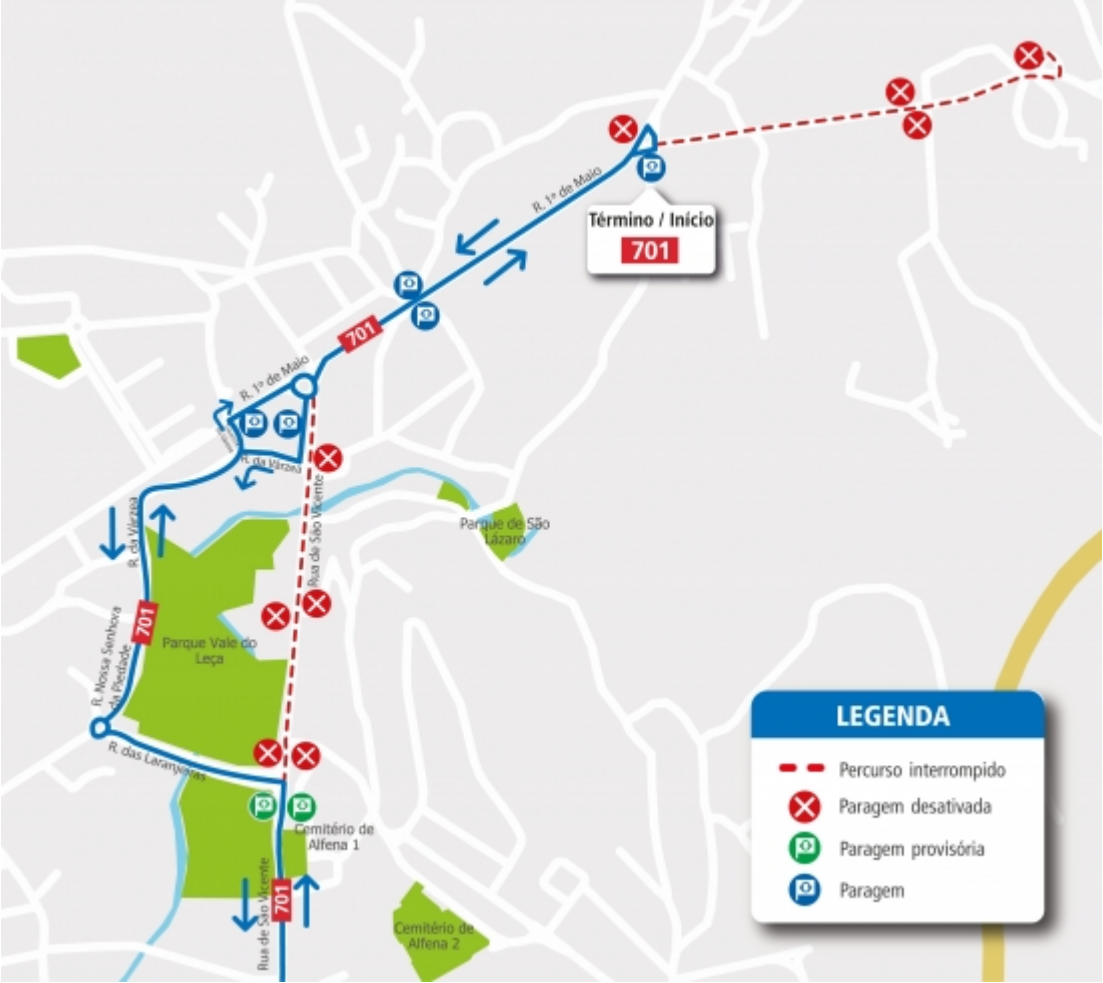 R. 1º de Maio
Término / Início
701
701
R. 1º de Maio
R. da Várzea
Rua de São Vicente
R. da Várzea
Parque de São
Lázaro
701
Parque Vale do
Leça
R. Nossa Senhora
da Piedade
R. das Laranjeiras
Cemitério de
Alfena 1
701
Rua de São Vicente
Cemitério de
Alfena 2
LEGENDA
Percurso interrompido
Paragem desativada
Paragem provisória
Paragem